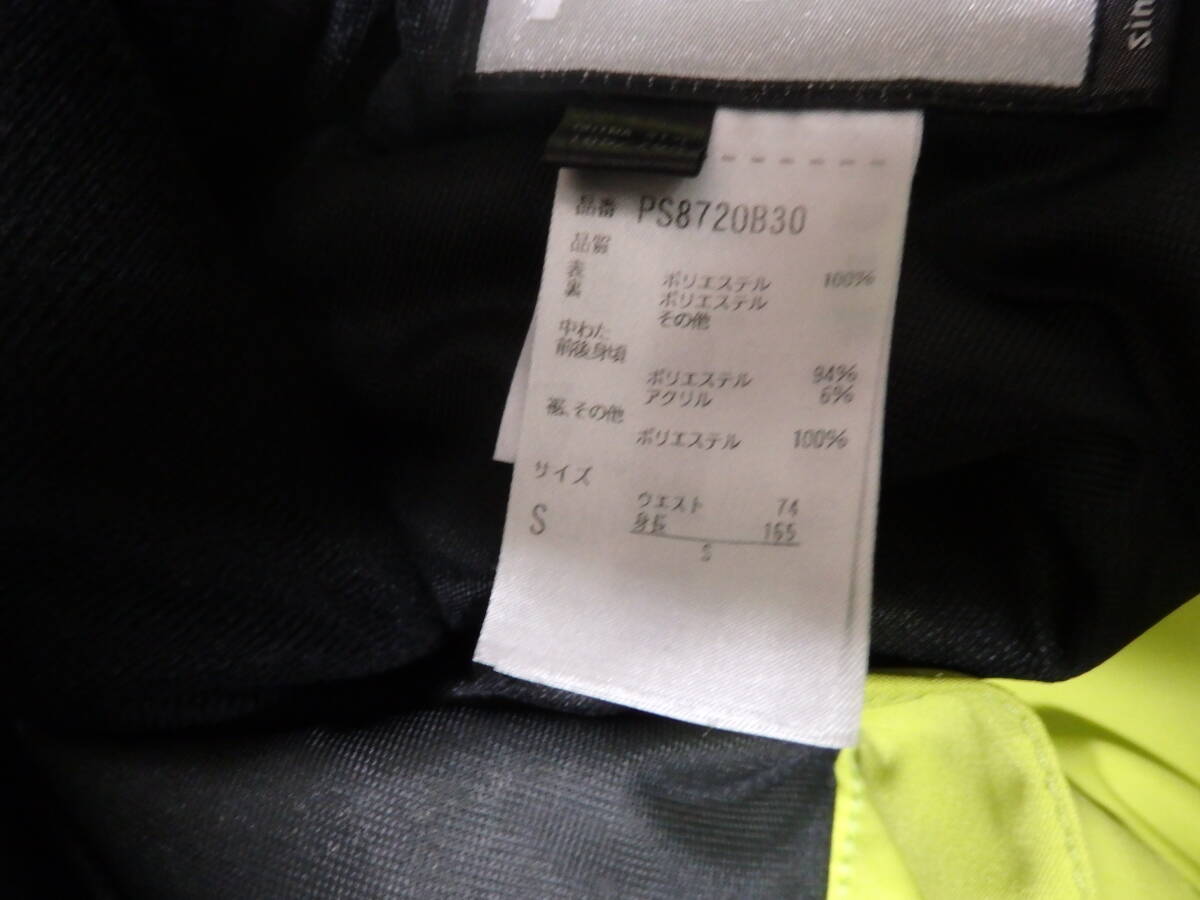 品番 PS8720B30
品質
表 ポリエステル 100%
裏 ポリエステル
その他
中わた
前後身頃
ポリエステル 94%
アクリル 6%
裾、その他
ポリエステル 100%
サイズ
S ウエスト 74
身長 165
S